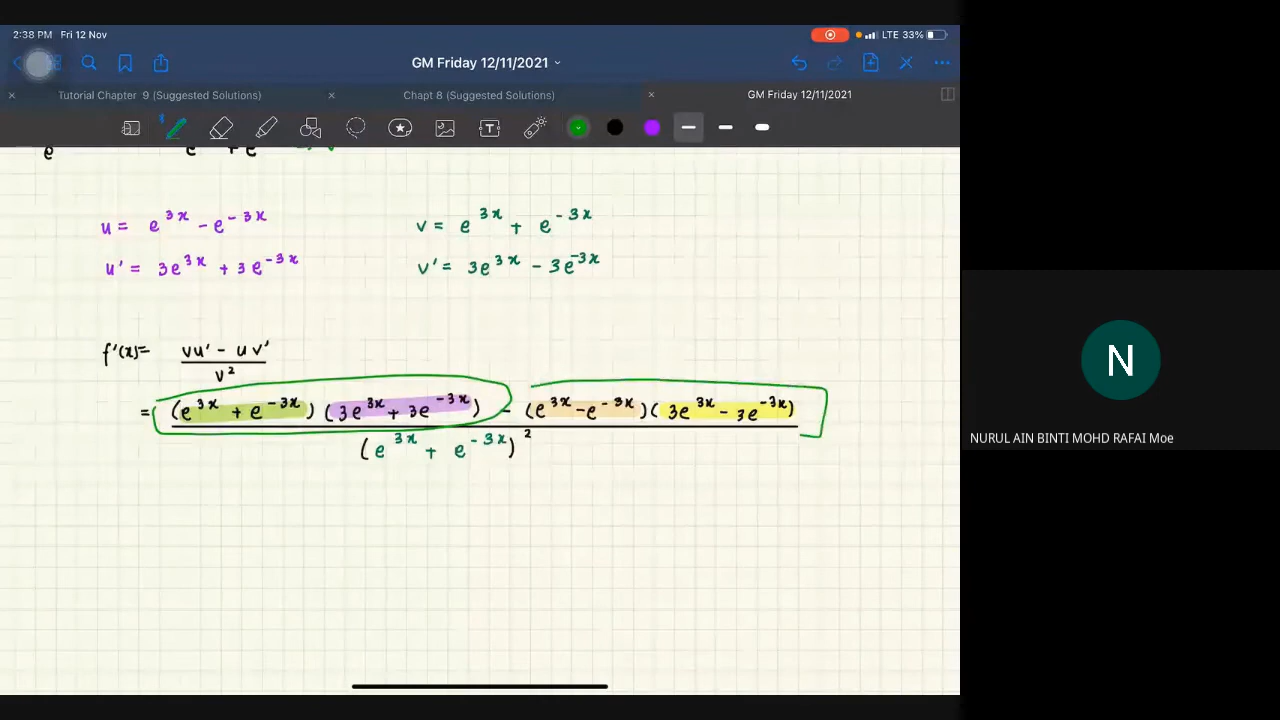 2:38 PM Fri 12 Nov LTE 33%
GM Friday 12/11/2021
Tutorial Chapter 9 (Suggested Solutions) Chapt 8 (Suggested Solutions) GM Friday 12/11/2021
e e + e
u = e^{3x} - e^{-3x} v = e^{3x} + e^{-3x}
u' = 3e^{3x} + 3e^{-3x} v' = 3e^{3x} - 3e^{-3x}
f'(x) = \frac{vu' - uv'}{v^2}
= \frac{(e^{3x} + e^{-3x})(3e^{3x} + 3e^{-3x}) - (e^{3x} - e^{-3x})(3e^{3x} - 3e^{-3x})}{(e^{3x} + e^{-3x})^2}
N
NURUL AIN BINTI MOHD RAFAI Moe